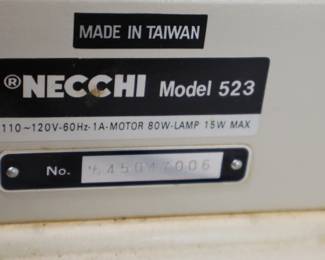 MADE IN TAIWAN
®NECCHI Model 523
110~120V-60Hz-1A-MOTOR 80W-LAMP 15W MAX
No.